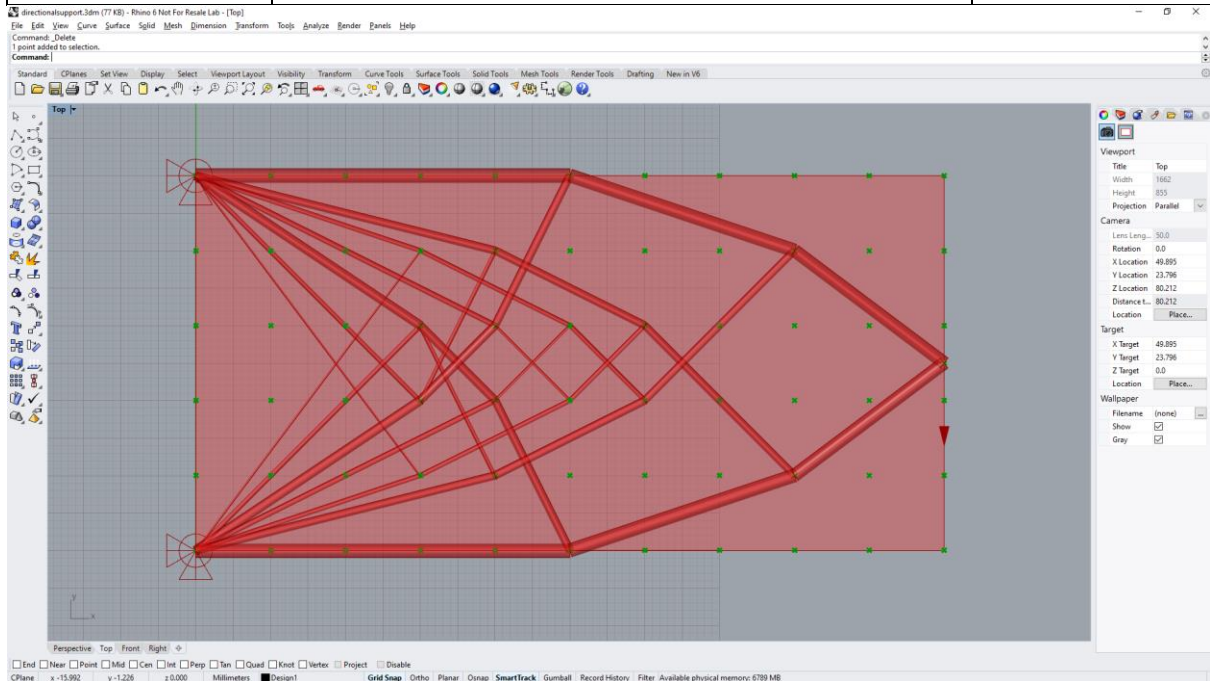 directionalsupport.3dm (77 KB) - Rhino 6 Not For Resale Lab - [Top]
File Edit View Curve Surface Solid Mesh Dimension Transform Tools Analyze Render Panels Help
Command: _Delete
1 point added to selection.
Command:
Standard CPlanes Set View Display Select Viewport Layout Visibility Transform Curve Tools Surface Tools Solid Tools Mesh Tools Render Tools Drafting New in V6
Top
Viewport
Title Top
Width 1662
Height 855
Projection Parallel
Camera
Lens Leng... 50.0
Rotation 0.0
X Location 49.895
Y Location 23.796
Z Location 80.212
Distance t... 80.212
Location Place...
Target
X Target 49.895
Y Target 23.796
Z Target 0.0
Location Place...
Wallpaper
Filename (none) ...
Show
Gray
y
x
Perspective Top Front Right
End Near Point Mid Cen Int Perp Tan Quad Knot Vertex Project Disable
CPlane x -15.992 y -1.226 z 0.000 Millimeters Design1 Grid Snap Ortho Planar Osnap SmartTrack Gumball Record History Filter Available physical memory: 6789 MB